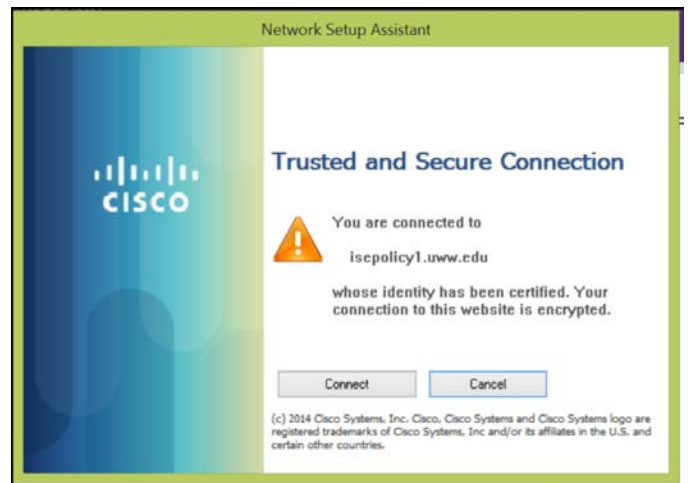 Network Setup Assistant
CISCO
Trusted and Secure Connection
You are connected to
isepolicy1.uww.edu
whose identity has been certified. Your
connection to this website is encrypted.
Connect
Cancel
(c) 2014 Cisco Systems, Inc. Cisco, Cisco Systems and Cisco Systems logo are
registered trademarks of Cisco Systems, Inc and/or its affiliates in the U.S. and
certain other countries.